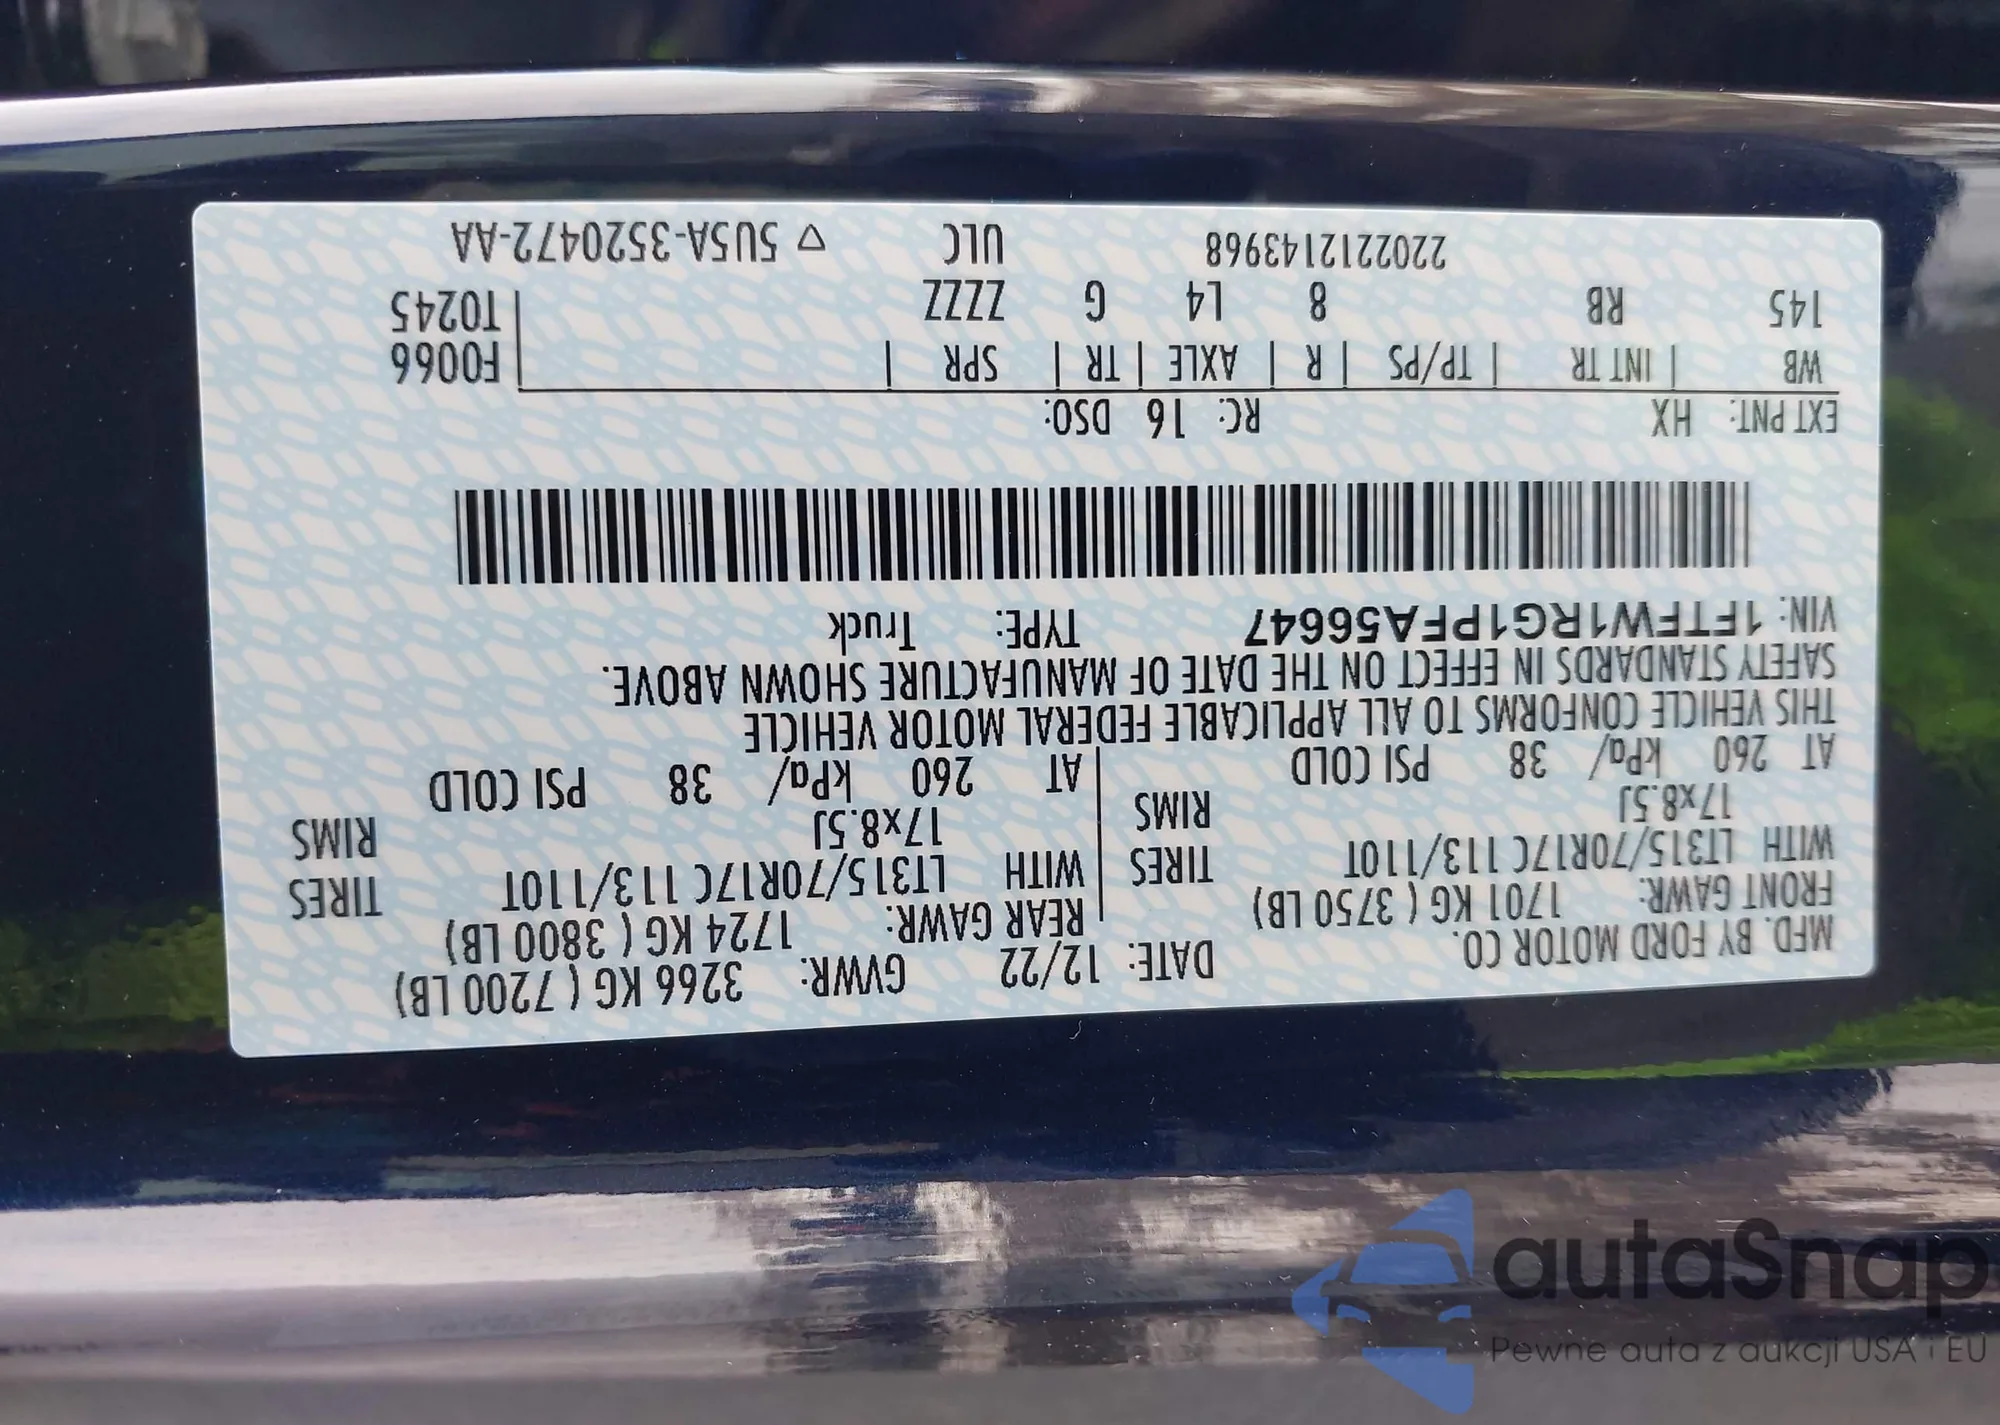 MFD. BY FORD MOTOR CO. DATE: 12/22 GVWR: 3266 KG ( 7200 LB)
FRONT GAWR: 1701 KG ( 3750 LB) REAR GAWR: 1724 KG ( 3800 LB)
WITH LT315/70R17C 113/110T TIRES WITH LT315/70R17C 113/110T TIRES
17x8.5J RIMS 17x8.5J RIMS
AT 260 kPa/ 38 PSI COLD AT 260 kPa/ 38 PSI COLD
THIS VEHICLE CONFORMS TO ALL APPLICABLE FEDERAL MOTOR VEHICLE
SAFETY STANDARDS IN EFFECT ON THE DATE OF MANUFACTURE SHOWN ABOVE.
VIN: 1FTFW1RG1PFA56647 TYPE: Truck
EXT PNT: HX RC: 16 DSO:
WB | INT TR | TP/PS | R | AXLE | TR | SPR | F0066
145 RB 8 L4 G ZZZZ T0245
2202212143968 ULC ▽ 5U5A-3520472-AA
autaSnap
Pewne auta z aukcji USA i EU